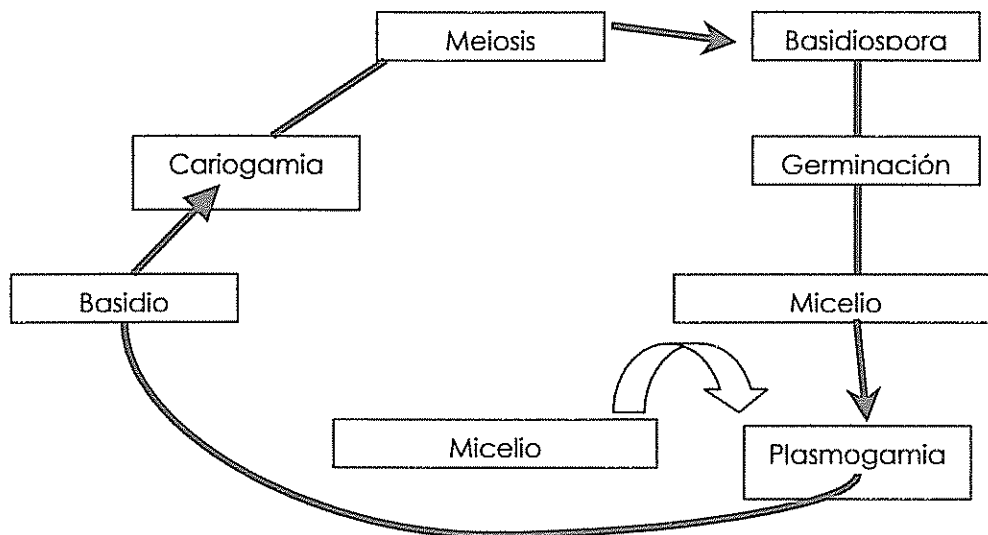 Meiosis
Basidiospora
Cariogamia
Germinación
Basidio
Micelio
Micelio
Plasmogamia